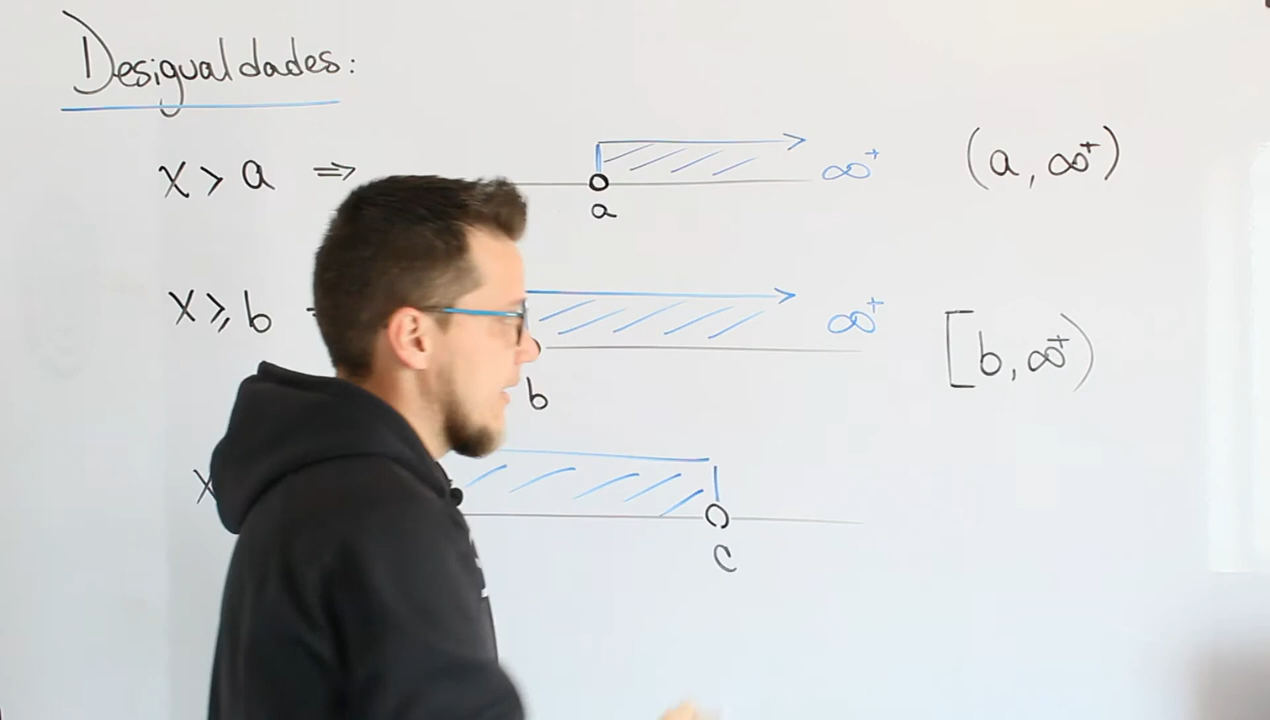 Desigualdades:
x > a ⇒ a ∞⁺ (a, ∞⁺)
x ≥ b b ∞⁺ [b, ∞⁺)
x c